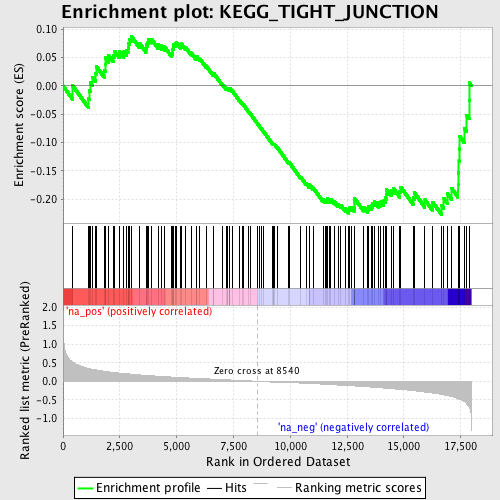 Enrichment plot: KEGG_TIGHT_JUNCTION
Enrichment score (ES)
0.10
0.05
0.00
-0.05
-0.10
-0.15
-0.20
'na_pos' (positively correlated)
Ranked list metric (PreRanked)
2.0
1.5
1.0
0.5
0.0
-0.5
-1.0
Zero cross at 8540
'na_neg' (negatively correlated)
0
2,500
5,000
7,500
10,000
12,500
15,000
17,500
Rank in Ordered Dataset
Enrichment profile
Hits
Ranking metric scores